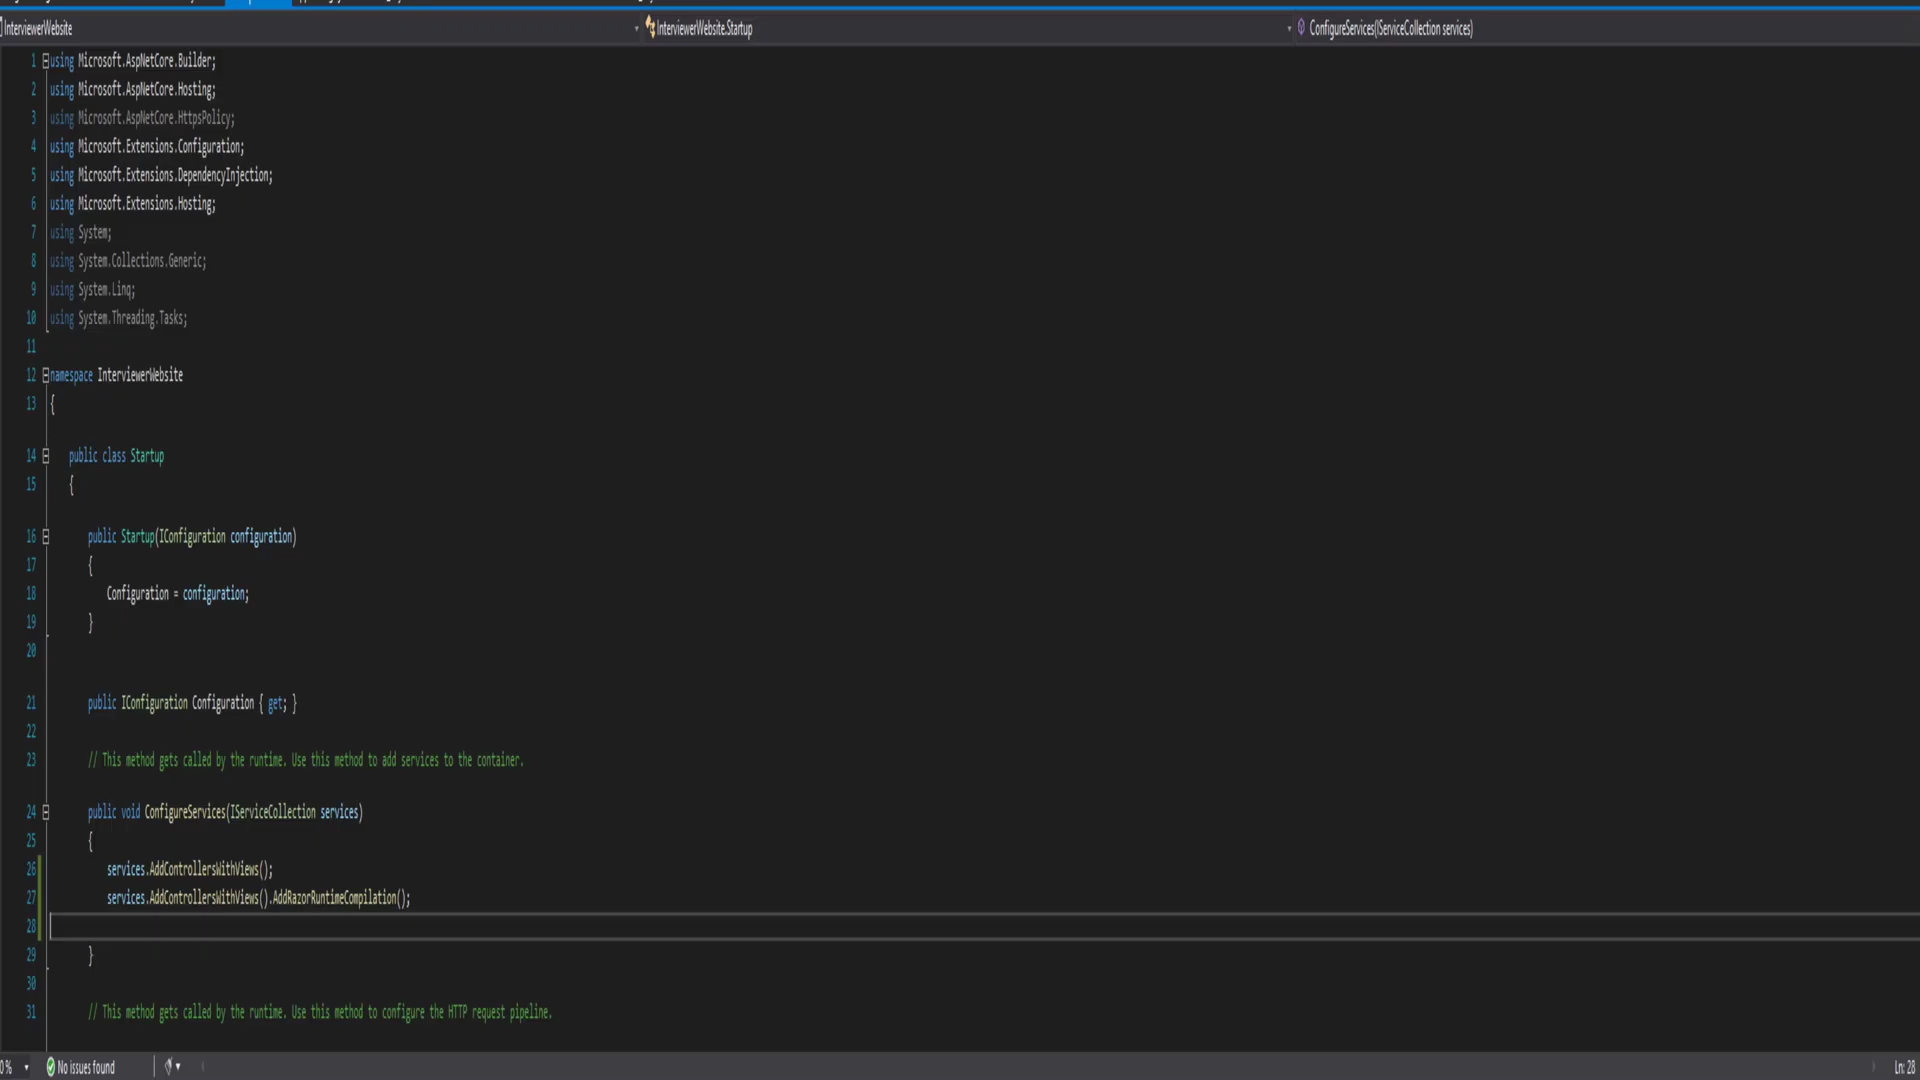 InterviewerWebsite
InterviewerWebsite.Startup
ConfigureServices(IServiceCollection services)
1 using Microsoft.AspNetCore.Builder;
2 using Microsoft.AspNetCore.Hosting;
3 using Microsoft.AspNetCore.HttpsPolicy;
4 using Microsoft.Extensions.Configuration;
5 using Microsoft.Extensions.DependencyInjection;
6 using Microsoft.Extensions.Hosting;
7 using System;
8 using System.Collections.Generic;
9 using System.Linq;
10 using System.Threading.Tasks;
11
12 namespace InterviewerWebsite
13 {
14 public class Startup
15 {
16 public Startup(IConfiguration configuration)
17 {
18 Configuration = configuration;
19 }
20
21 public IConfiguration Configuration { get; }
22
23 // This method gets called by the runtime. Use this method to add services to the container.
24 public void ConfigureServices(IServiceCollection services)
25 {
26 services.AddControllersWithViews();
27 services.AddControllersWithViews().AddRazorRuntimeCompilation();
28
29 }
30
31 // This method gets called by the runtime. Use this method to configure the HTTP request pipeline.
0 %
No issues found
Ln: 28